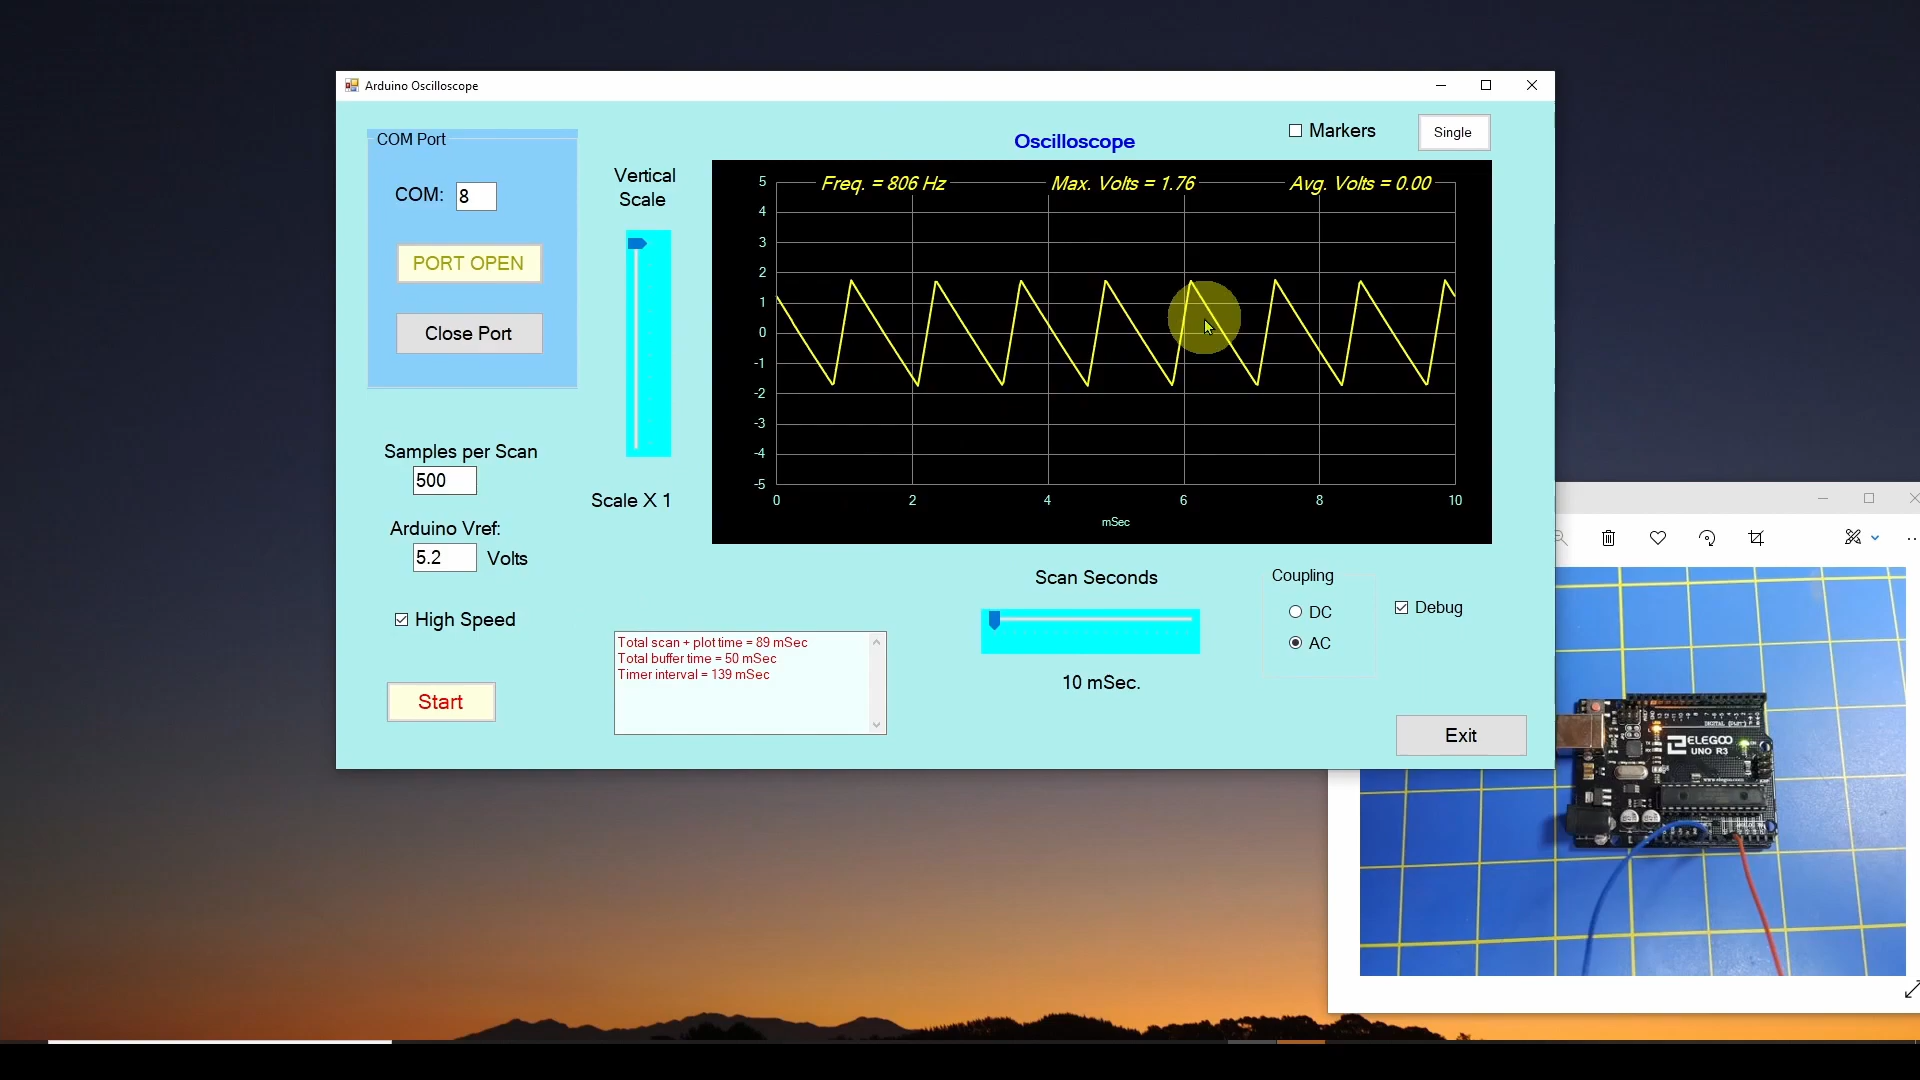 Arduino Oscilloscope
COM Port
COM: 8
PORT OPEN
Close Port
Samples per Scan
500
Arduino Vref:
5.2 Volts
High Speed
Start
Vertical
Scale
Scale X 1
Oscilloscope
Markers
Single
Freq. = 806 Hz
Max. Volts = 1.76
Avg. Volts = 0.00
5
4
3
2
1
0
-1
-2
-3
-4
-5
0 2 4 6 8 10
mSec
Total scan + plot time = 89 mSec
Total buffer time = 50 mSec
Timer interval = 139 mSec
Scan Seconds
10 mSec.
Coupling
DC
AC
Debug
Exit
ELEGOO
UNO R3